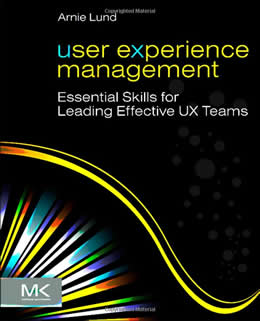 Arnie Lund
user experience
management
Essential Skills for
Leading Effective UX Teams
MK